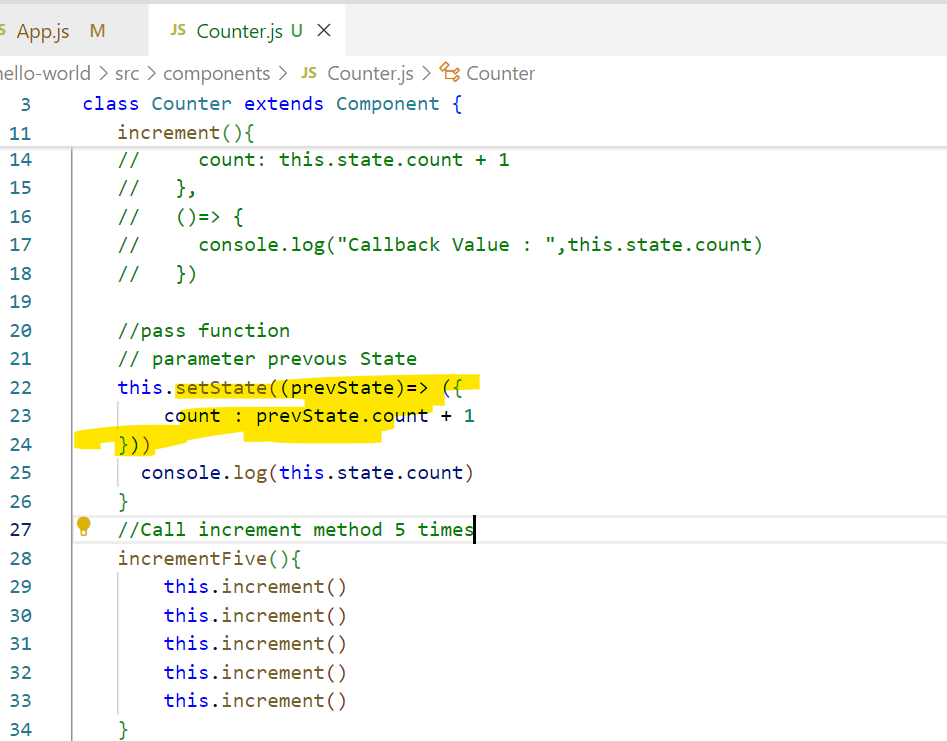 App.js M JS Counter.js U ×
hello-world > src > components > JS Counter.js > Counter
3 class Counter extends Component {
11 increment(){
14 // count: this.state.count + 1
15 // },
16 // ()=> {
17 // console.log("Callback Value : ",this.state.count)
18 // })
19
20 //pass function
21 // parameter prevous State
22 this.setState((prevState)=> ({
23 count : prevState.count + 1
24 }))
25 console.log(this.state.count)
26 }
27 //Call increment method 5 times
28 incrementFive(){
29 this.increment()
30 this.increment()
31 this.increment()
32 this.increment()
33 this.increment()
34 }